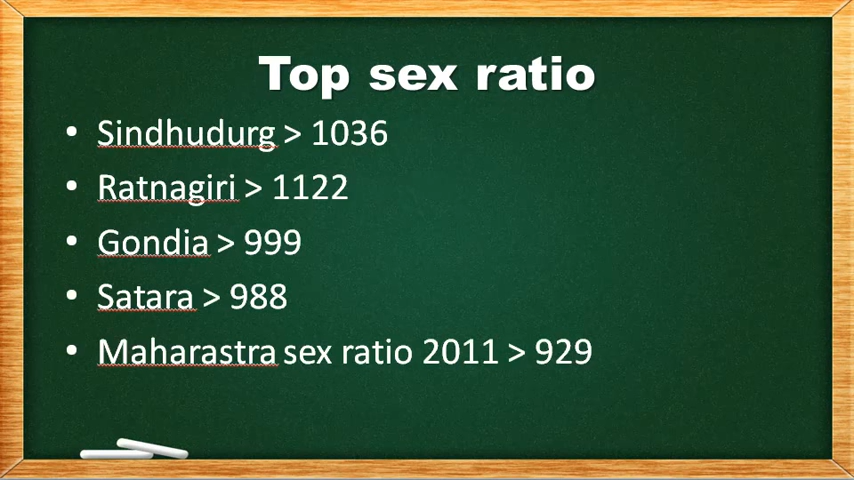 Top sex ratio
• Sindhudurg > 1036
• Ratnagiri > 1122
• Gondia > 999
• Satara > 988
• Maharastra sex ratio 2011 > 929